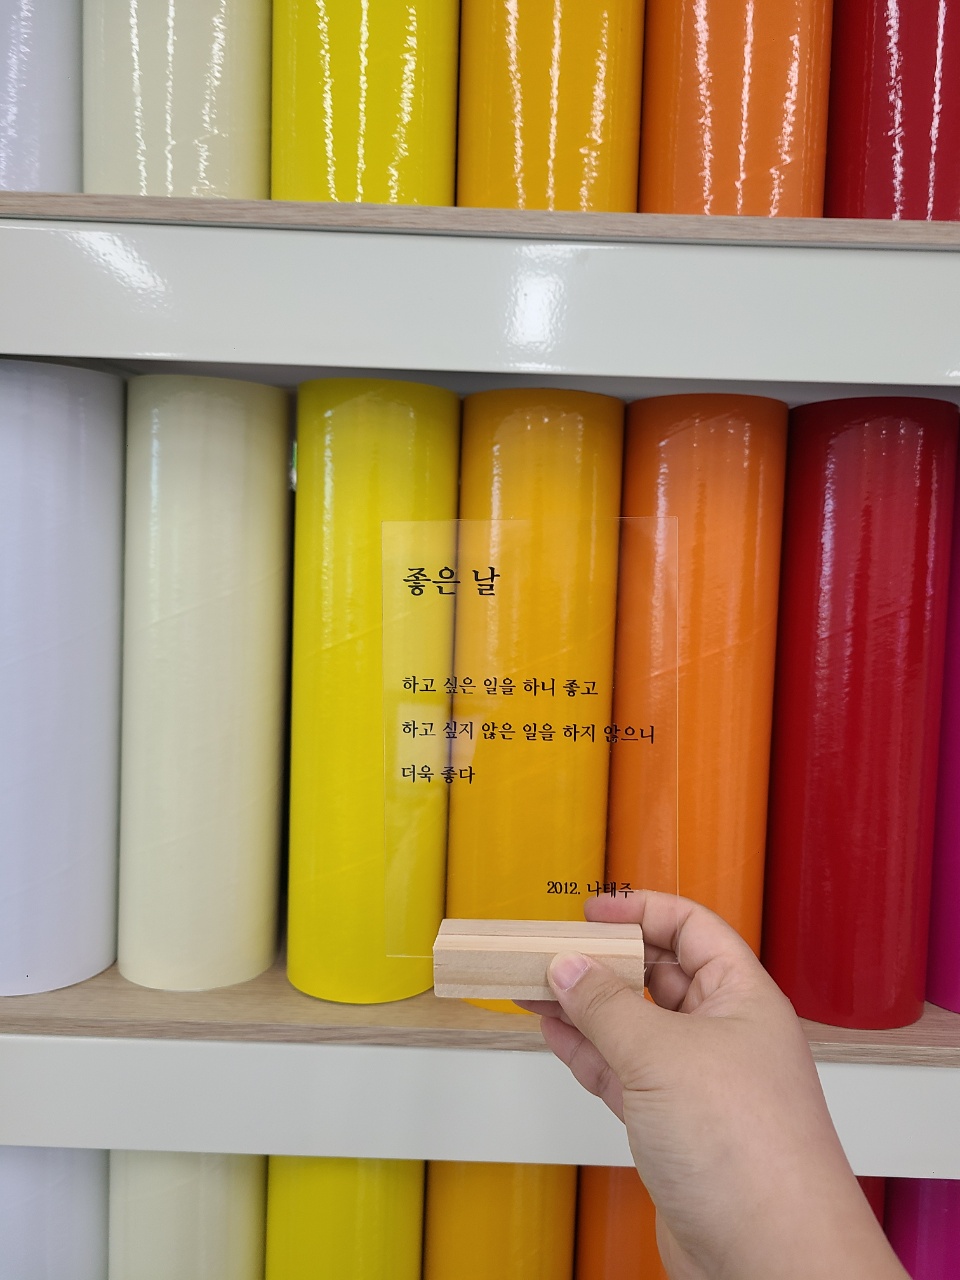 좋은 날
하고 싶은 일을 하니 좋고
하고 싶지 않은 일을 하지 않으니
더욱 좋다
2012. 나태주